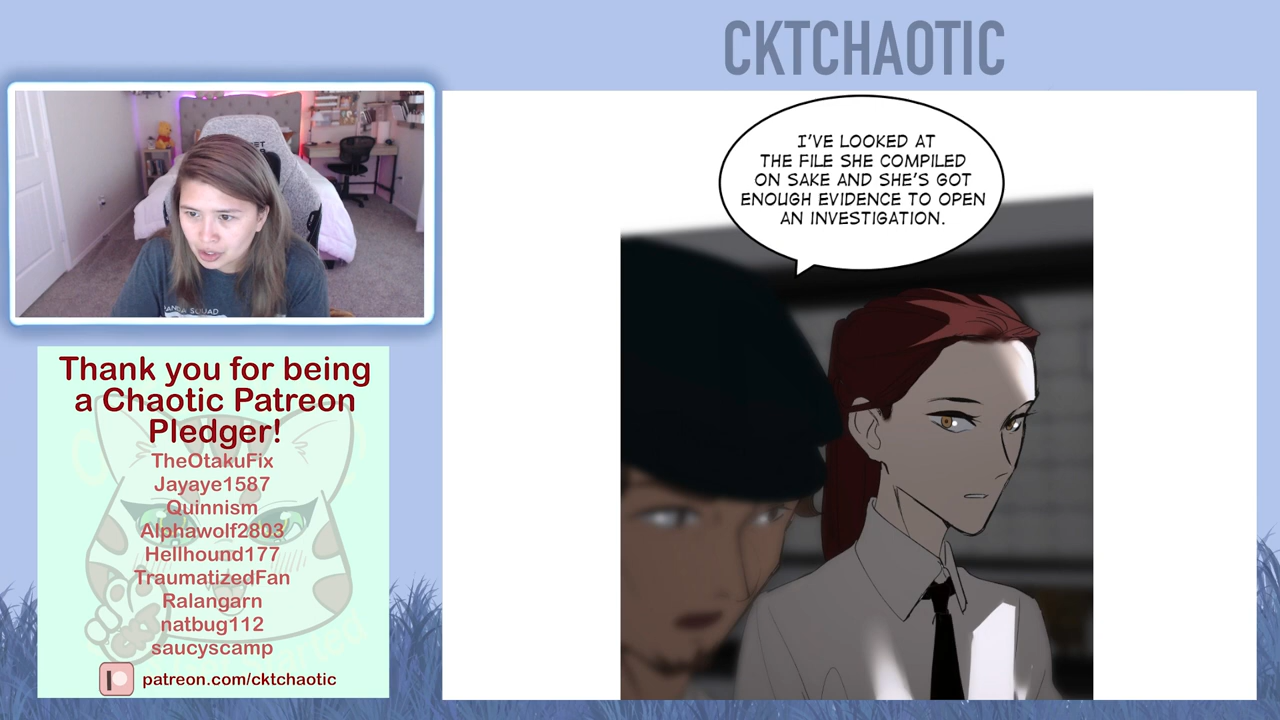 CKTCHAOTIC
I'VE LOOKED AT
THE FILE SHE COMPILED
ON SAKE AND SHE'S GOT
ENOUGH EVIDENCE TO OPEN
AN INVESTIGATION.
Thank you for being
a Chaotic Patreon
Pledger!
TheOtakuFix
Jayaye1587
Quinnism
Alphawolf2803
Hellhound177
TraumatizedFan
Ralangarn
natbug112
saucyscamp
patreon.com/cktchaotic